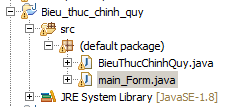 Bieu_thuc_chinh_quy
src
(default package)
BieuThucChinhQuy.java
main_Form.java
JRE System Library [JavaSE-1.8]